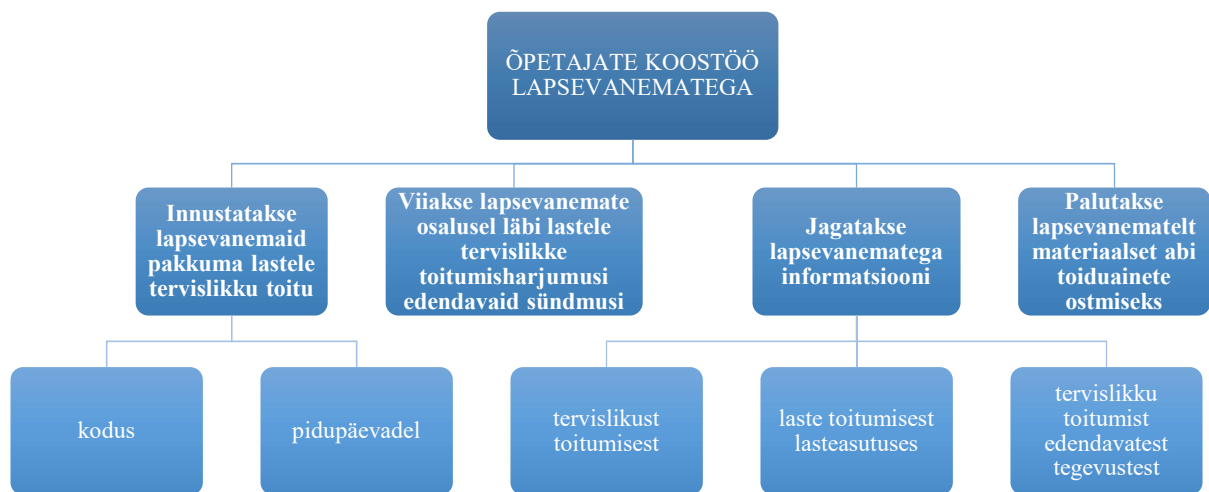 ÕPETAJATE KOOSTÖÖ
LAPSEVANEMATEGA
Innustatakse
lapsevanemaid
pakkuma lastele
tervislikku toitu
Viiakse lapsevanemate
osalusel läbi lastele
tervislikke
toitumisharjumusi
edendavaid sündmusi
Jagatakse
lapsevanematega
informatsiooni
Palutakse
lapsevanematelt
materiaalset abi
toiduainete
ostmiseks
kodus
pidupäevadel
tervislikust
toitumisest
laste toitumisest
lasteasutuses
tervislikku
toitumist
edendavatest
tegevustest